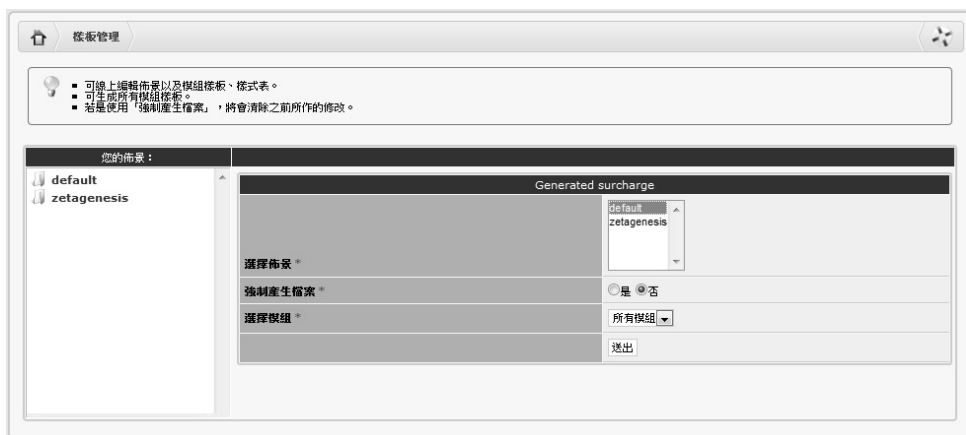 樣板管理
可線上編輯佈景以及模組樣板、樣式表。
可生成所有模組樣板。
若是使用「強制產生檔案」，將會清除之前所作的修改。
您的佈景：
default
zetagenesis
Generated surcharge
選擇佈景 *
default
zetagenesis
強制產生檔案 *
是 否
選擇模組 *
所有模組
送出